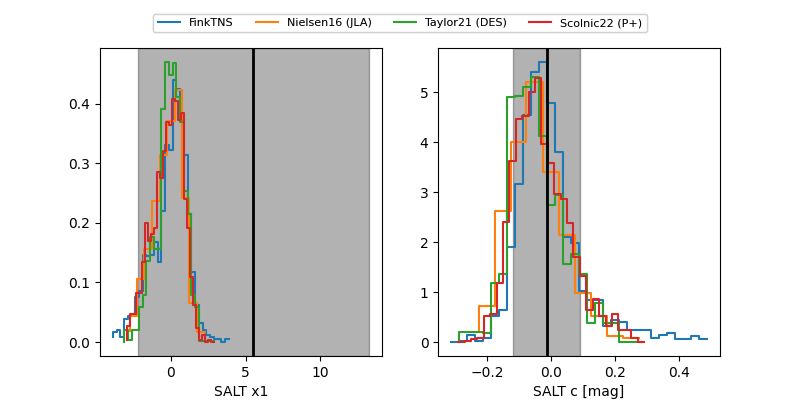 FinkTNS Nielsen16 (JLA) Taylor21 (DES) Scolnic22 (P+)
0.4
0.3
0.2
0.1
0.0
0 5 10
SALT x1
5
4
3
2
1
0
−0.2 0.0 0.2 0.4
SALT c [mag]